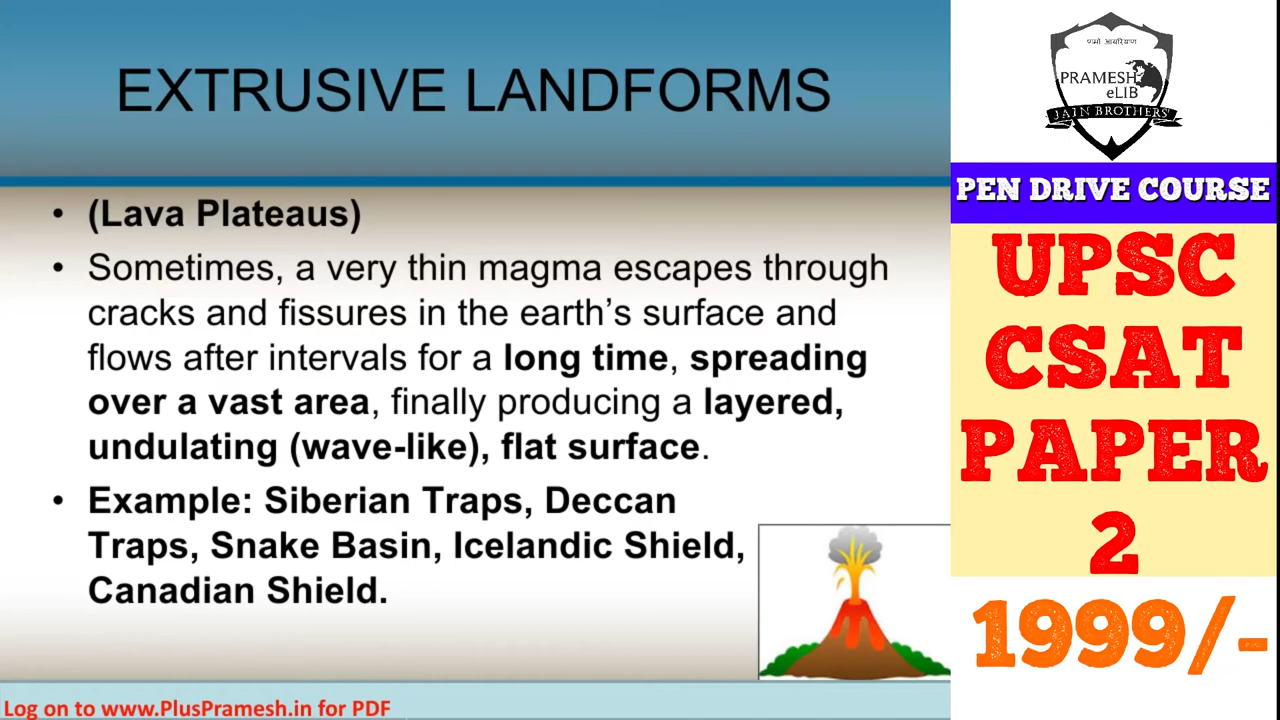 EXTRUSIVE LANDFORMS
• (Lava Plateaus)
• Sometimes, a very thin magma escapes through
cracks and fissures in the earth’s surface and
flows after intervals for a long time, spreading
over a vast area, finally producing a layered,
undulating (wave-like), flat surface.
• Example: Siberian Traps, Deccan
Traps, Snake Basin, Icelandic Shield,
Canadian Shield.
Log on to www.PlusPramesh.in for PDF
णमो आयरियाण
PRAMESH
eLIB
JAIN BROTHERS'
PEN DRIVE COURSE
UPSC
CSAT
PAPER
2
1999/-